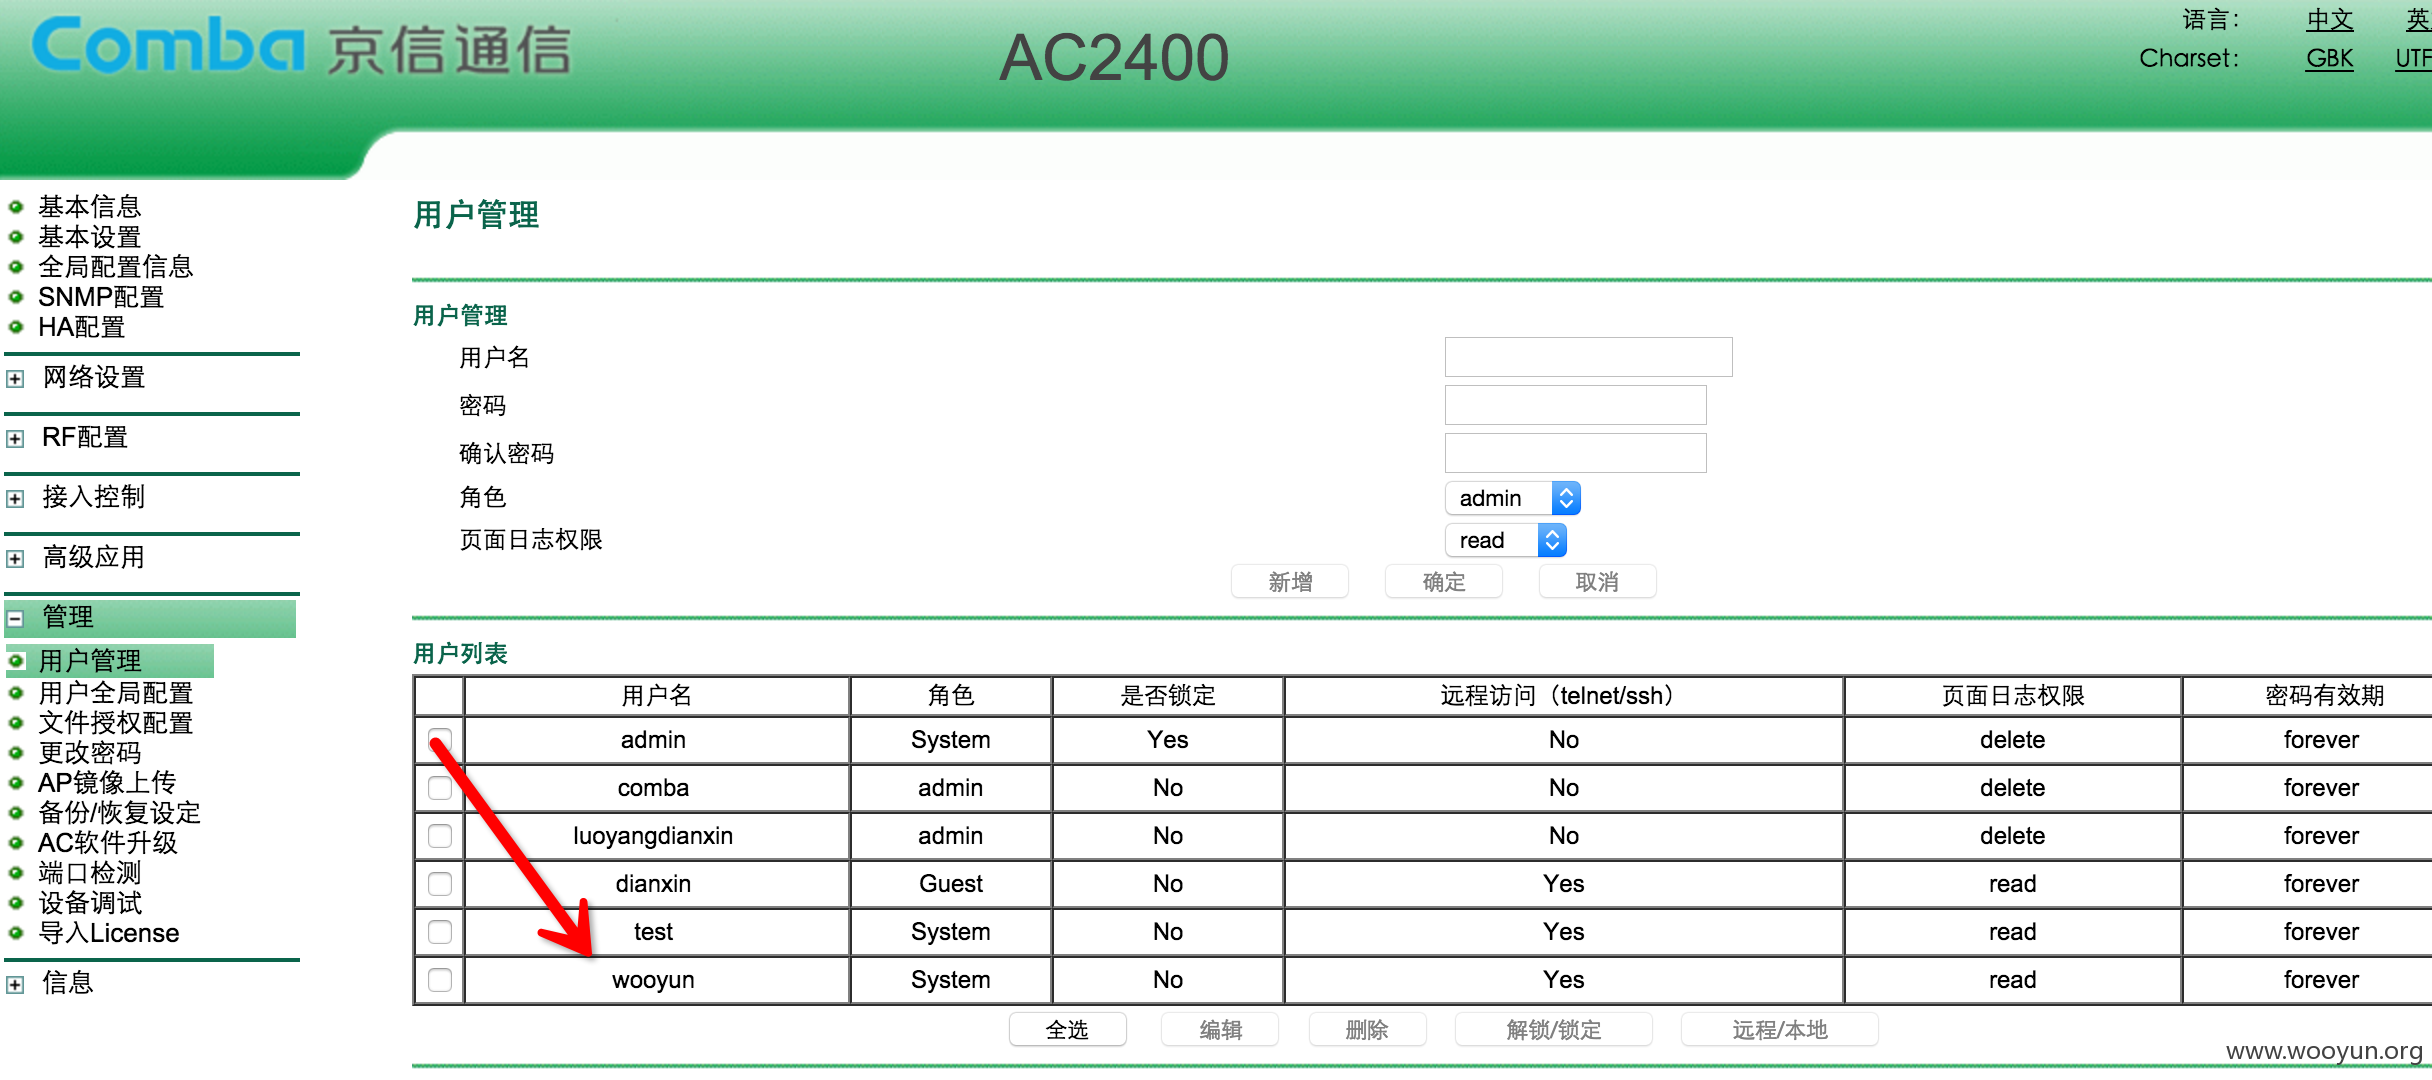 Comba 京信通信
AC2400
语言： 中文
Charset: GBK
基本信息
基本设置
全局配置信息
SNMP配置
HA配置
网络设置
RF配置
接入控制
高级应用
管理
用户管理
用户全局配置
文件授权配置
更改密码
AP镜像上传
备份/恢复设定
AC软件升级
端口检测
设备调试
导入License
信息
用户管理
用户管理
用户名
密码
确认密码
角色 admin
页面日志权限 read
新增 确定 取消
用户列表
用户名 角色 是否锁定 远程访问（telnet/ssh） 页面日志权限 密码有效期
admin System Yes No delete forever
comba admin No No delete forever
luoyangdianxin admin No No delete forever
dianxin Guest No Yes read forever
test System No Yes read forever
wooyun System No Yes read forever
全选 编辑 删除 解锁/锁定 远程/本地
www.wooyun.org